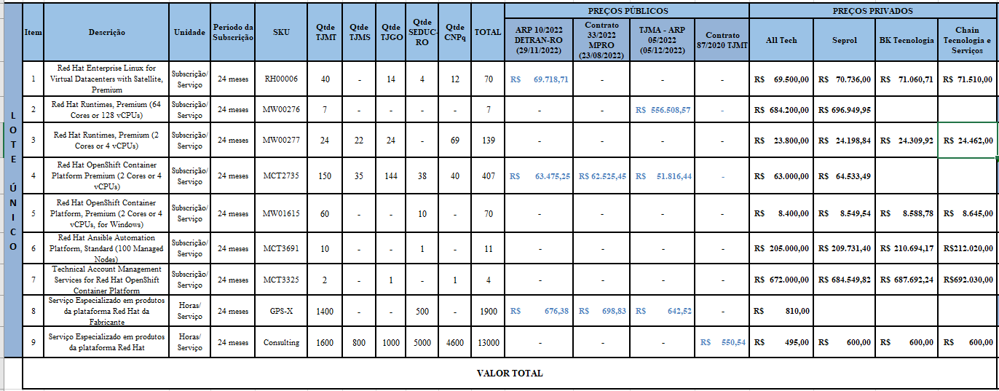 PREÇOS PÚBLICOS PREÇOS PRIVADOS
Item Descrição Unidade Período da Subscrição SKU Qtde TJMT Qtde TJMS Qtde TJGO Qtde SEDUC-RO Qtde CNPq TOTAL ARP 10/2022 DETRAN-RO (29/11/2022) Contrato 33/2022 MPRO (23/08/2022) TJMA - ARP 05/2022 (05/12/2022) Contrato 87/2020 TJMT All Tech Seprol BK Tecnologia Chain Tecnologia e Serviços
LOTE ÚNICO
1 Red Hat Enterprise Linux for Virtual Datacenters with Satellite, Premium Subscrição/ Serviço 24 meses RH00006 40 - 14 4 12 70 R$ 69.718,71 - - - R$ 69.500,00 R$ 70.736,00 R$ 71.060,71 R$ 71.510,00
2 Red Hat Runtimes, Premium (64 Cores or 128 vCPUs) Subscrição/ Serviço 24 meses MW00276 7 - - - - 7 - - R$ 556.508,57 - R$ 684.200,00 R$ 696.949,95
3 Red Hat Runtimes, Premium (2 Cores or 4 vCPUs) Subscrição/ Serviço 24 meses MW00277 24 22 24 - 69 139 - - - - R$ 23.800,00 R$ 24.198,84 R$ 24.309,92 R$ 24.462,00
4 Red Hat OpenShift Container Platform Premium (2 Cores or 4 vCPUs) Subscrição/ Serviço 24 meses MCT2735 150 35 144 38 40 407 R$ 63.475,25 R$ 62.525,45 R$ 51.816,44 - R$ 63.000,00 R$ 64.533,49
5 Red Hat OpenShift Container Platform, Premium (2 Cores or 4 vCPUs, for Windows) Subscrição/ Serviço 24 meses MW01615 60 - - 10 - 70 - - - - R$ 8.400,00 R$ 8.549,54 R$ 8.588,78 R$ 8.645,00
6 Red Hat Ansible Automation Platform, Standard (100 Managed Nodes) Subscrição/ Serviço 24 meses MCT3691 10 - - 1 - 11 - - - - R$ 205.000,00 R$ 209.731,40 R$ 210.694,17 R$212.020,00
7 Technical Account Management Services for Red Hat OpenShift Container Platform Subscrição/ Serviço 24 meses MCT3325 2 - 1 - 1 4 - - - - R$ 672.000,00 R$ 684.549,82 R$ 687.692,24 R$692.030,00
8 Serviço Especializado em produtos da plataforma Red Hat da Fabricante Horas/ Serviço 24 meses GPS-X 1400 - - 500 - 1900 R$ 676,38 R$ 698,83 R$ 642,52 - R$ 810,00
9 Serviço Especializado em produtos da plataforma Red Hat Horas/ Serviço 24 meses Consulting 1600 800 1000 5000 4600 13000 - - - R$ 550,54 R$ 495,00 R$ 600,00 R$ 600,00 R$ 600,00
VALOR TOTAL